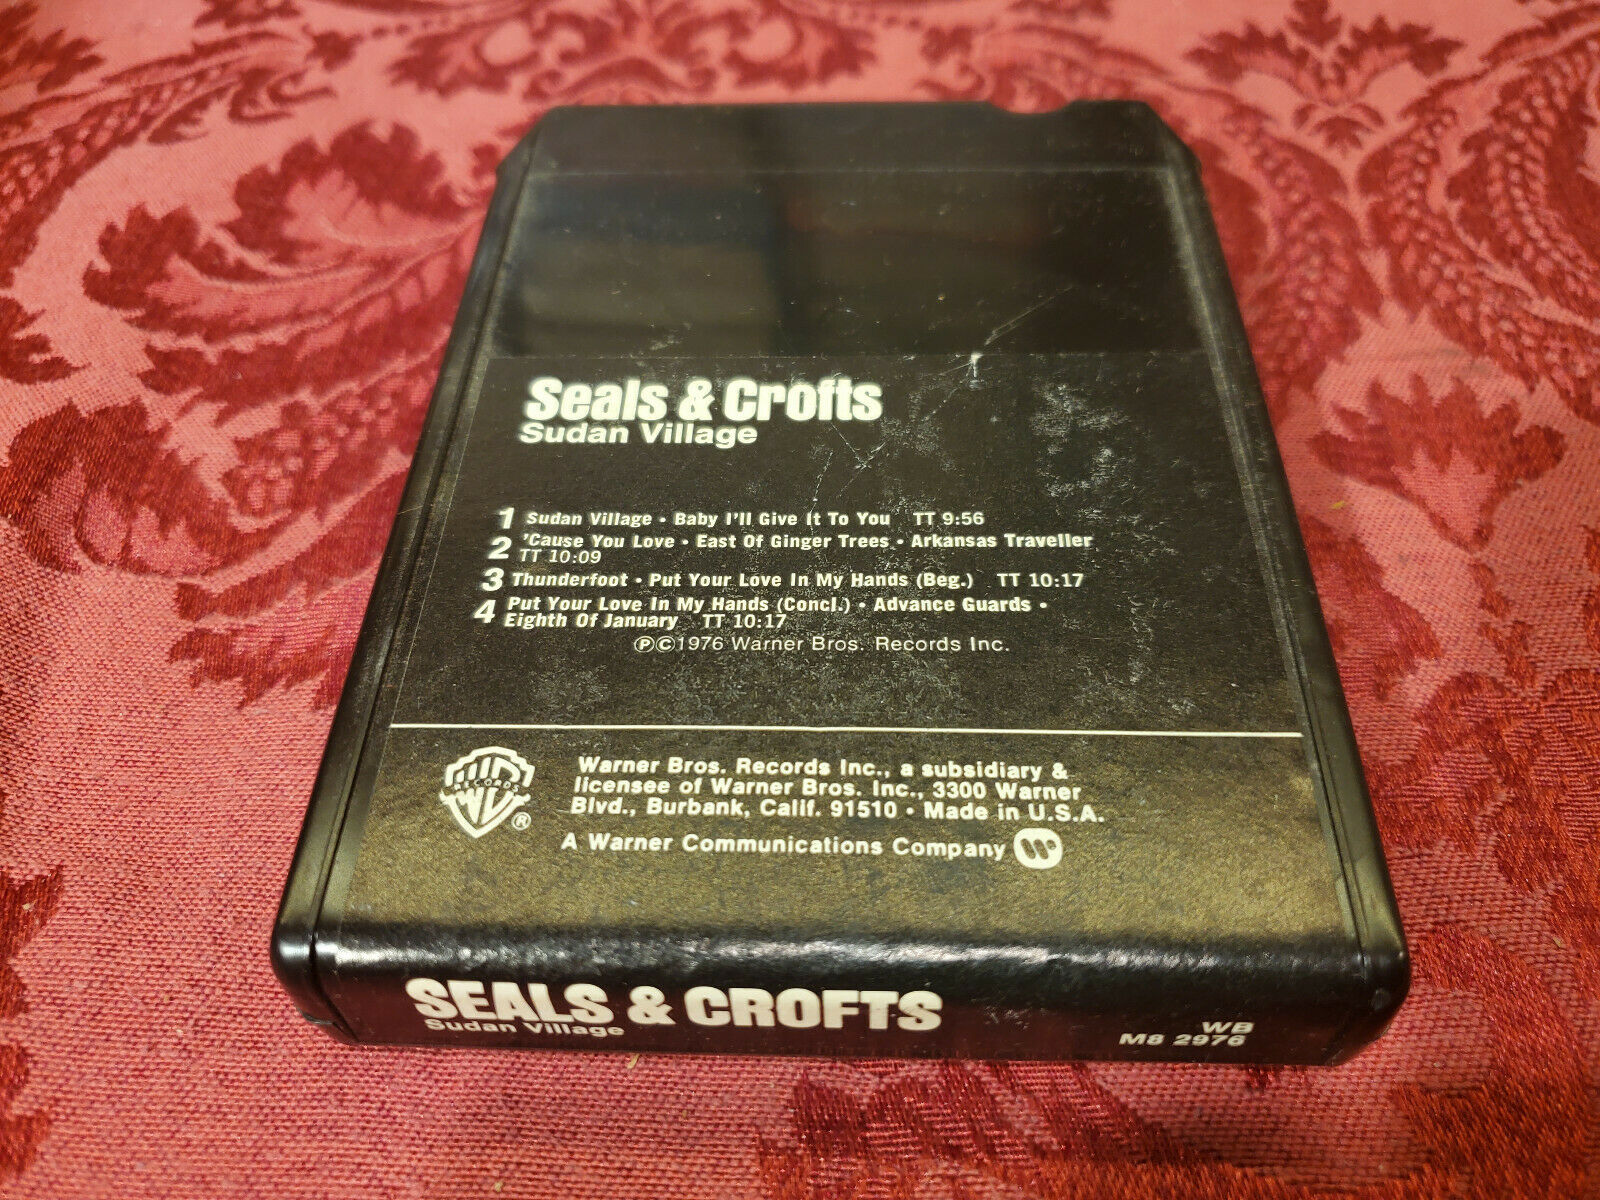 Seals & Crofts
Sudan Village
1 Sudan Village • Baby I'll Give It To You TT 9:56
2 'Cause You Love • East Of Ginger Trees • Arkansas Traveller
TT 10:09
3 Thunderfoot • Put Your Love In My Hands (Beg.) TT 10:17
4 Put Your Love In My Hands (Concl.) • Advance Guards •
Eighth Of January TT 10:17
Ⓟ©1976 Warner Bros. Records Inc.
WB RECORDS ®
Warner Bros. Records Inc., a subsidiary &
licensee of Warner Bros. Inc., 3300 Warner
Blvd., Burbank, Calif. 91510 • Made in U.S.A.
A Warner Communications Company
SEALS & CROFTS
Sudan Village
WB
M8 2976